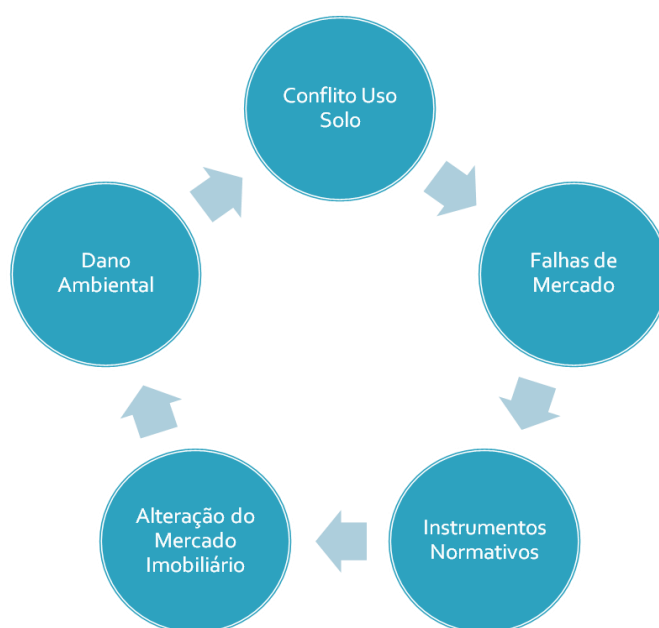 Conflito Uso
Solo
Falhas de
Mercado
Instrumentos
Normativos
Alteração do
Mercado
Imobiliário
Dano
Ambiental